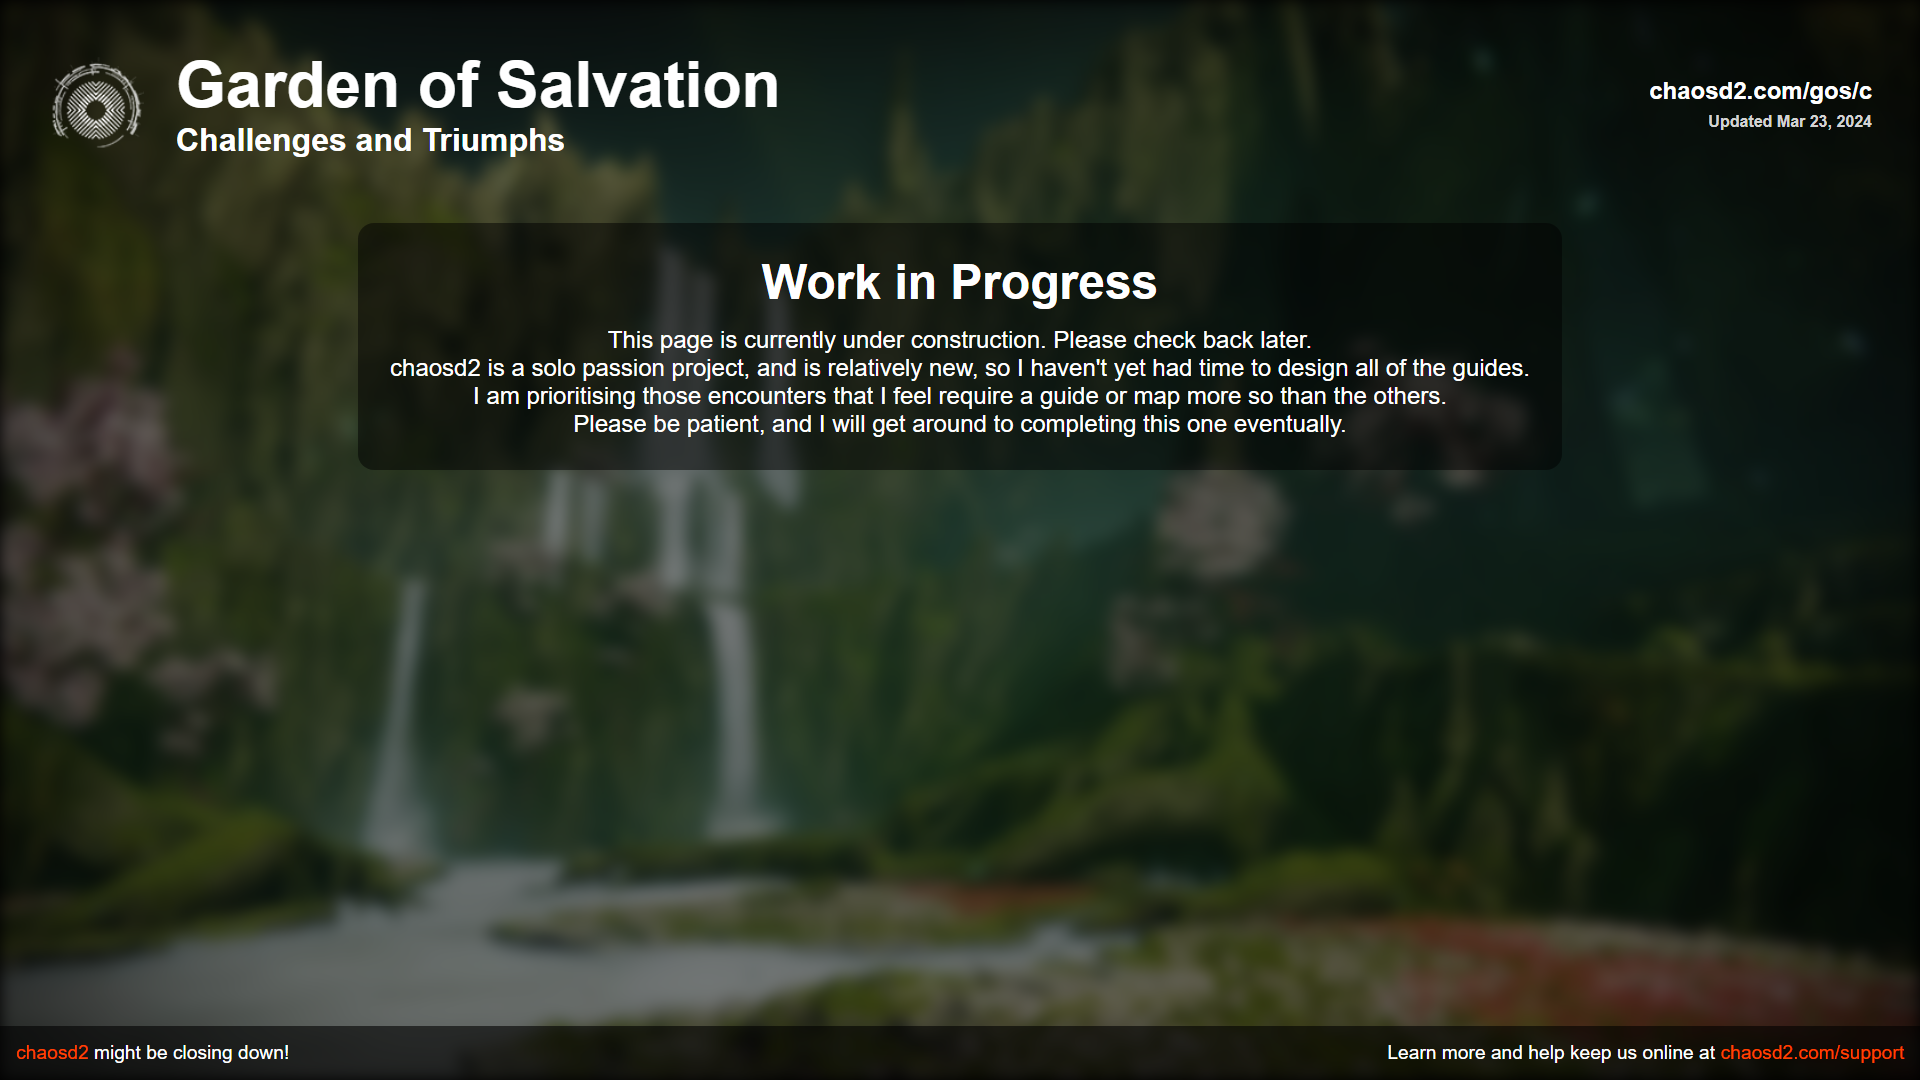 Garden of Salvation
Challenges and Triumphs
chaosd2.com/gos/c
Updated Mar 23, 2024
Work in Progress
This page is currently under construction. Please check back later.
chaosd2 is a solo passion project, and is relatively new, so I haven't yet had time to design all of the guides.
I am prioritising those encounters that I feel require a guide or map more so than the others.
Please be patient, and I will get around to completing this one eventually.
chaosd2 might be closing down!
Learn more and help keep us online at chaosd2.com/support